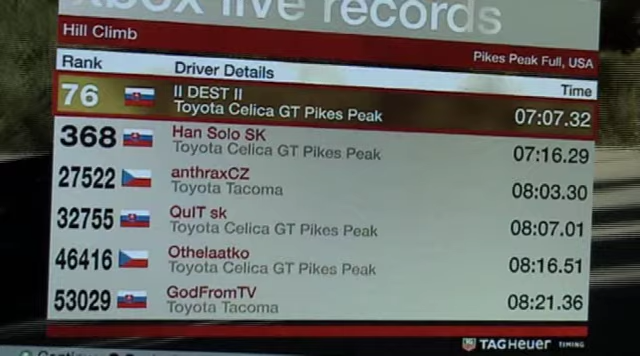 xbox live records
Hill Climb
Pikes Peak Full, USA
Rank Driver Details Time
76 II DEST II 07:07.32
Toyota Celica GT Pikes Peak
368 Han Solo SK 07:16.29
Toyota Celica GT Pikes Peak
27522 anthraxCZ 08:03.30
Toyota Tacoma
32755 QuIT sk 08:07.01
Toyota Celica GT Pikes Peak
46416 Othelaatko 08:16.51
Toyota Celica GT Pikes Peak
53029 GodFromTV 08:21.36
Toyota Tacoma
TAGHeuer TIMING